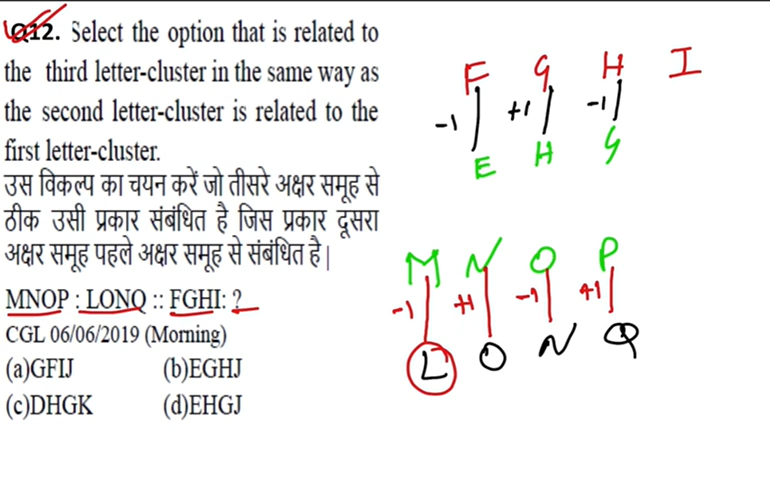 Q12. Select the option that is related to
the third letter-cluster in the same way as
the second letter-cluster is related to the
first letter-cluster.
उस विकल्प का चयन करें जो तीसरे अक्षर समूह से
ठीक उसी प्रकार संबंधित है जिस प्रकार दूसरा
अक्षर समूह पहले अक्षर समूह से संबंधित है|
MNOP : LONQ :: FGHI: ?
CGL 06/06/2019 (Morning)
(a)GFIJ (b)EGHJ
(c)DHGK (d)EHGJ
F G H I
-1 +1 -1
E H G
M N O P
-1 +1 -1 +1
L O N Q